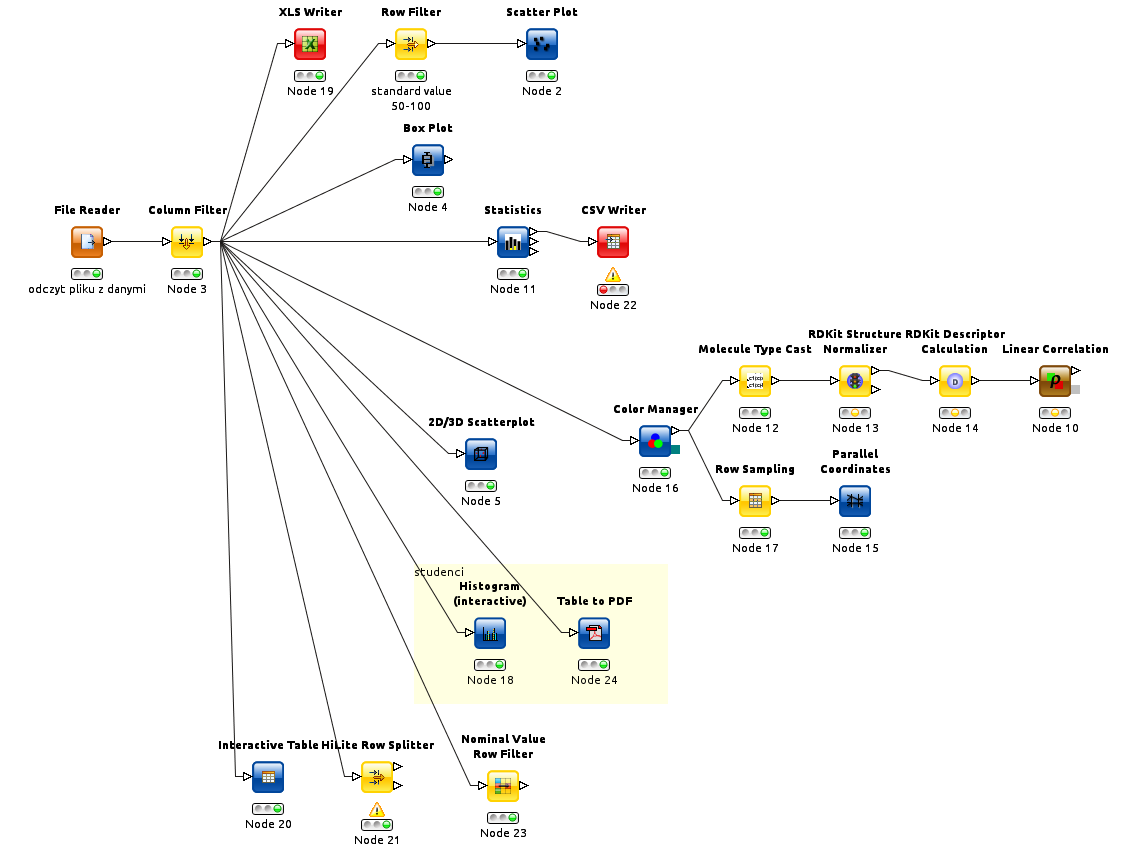 XLS Writer
Node 19
Row Filter
standard value
50-100
Scatter Plot
Node 2
Box Plot
Node 4
File Reader
odczyt pliku z danymi
Column Filter
Node 3
Statistics
Node 11
CSV Writer
Node 22
Molecule Type Cast
Node 12
RDKit Structure
Normalizer
Node 13
RDKit Descriptor
Calculation
Node 14
Linear Correlation
Node 10
Color Manager
Node 16
2D/3D Scatterplot
Node 5
Row Sampling
Node 17
Parallel
Coordinates
Node 15
studenci
Histogram
(interactive)
Node 18
Table to PDF
Node 24
Interactive Table
Node 20
HiLite Row Splitter
Node 21
Nominal Value
Row Filter
Node 23